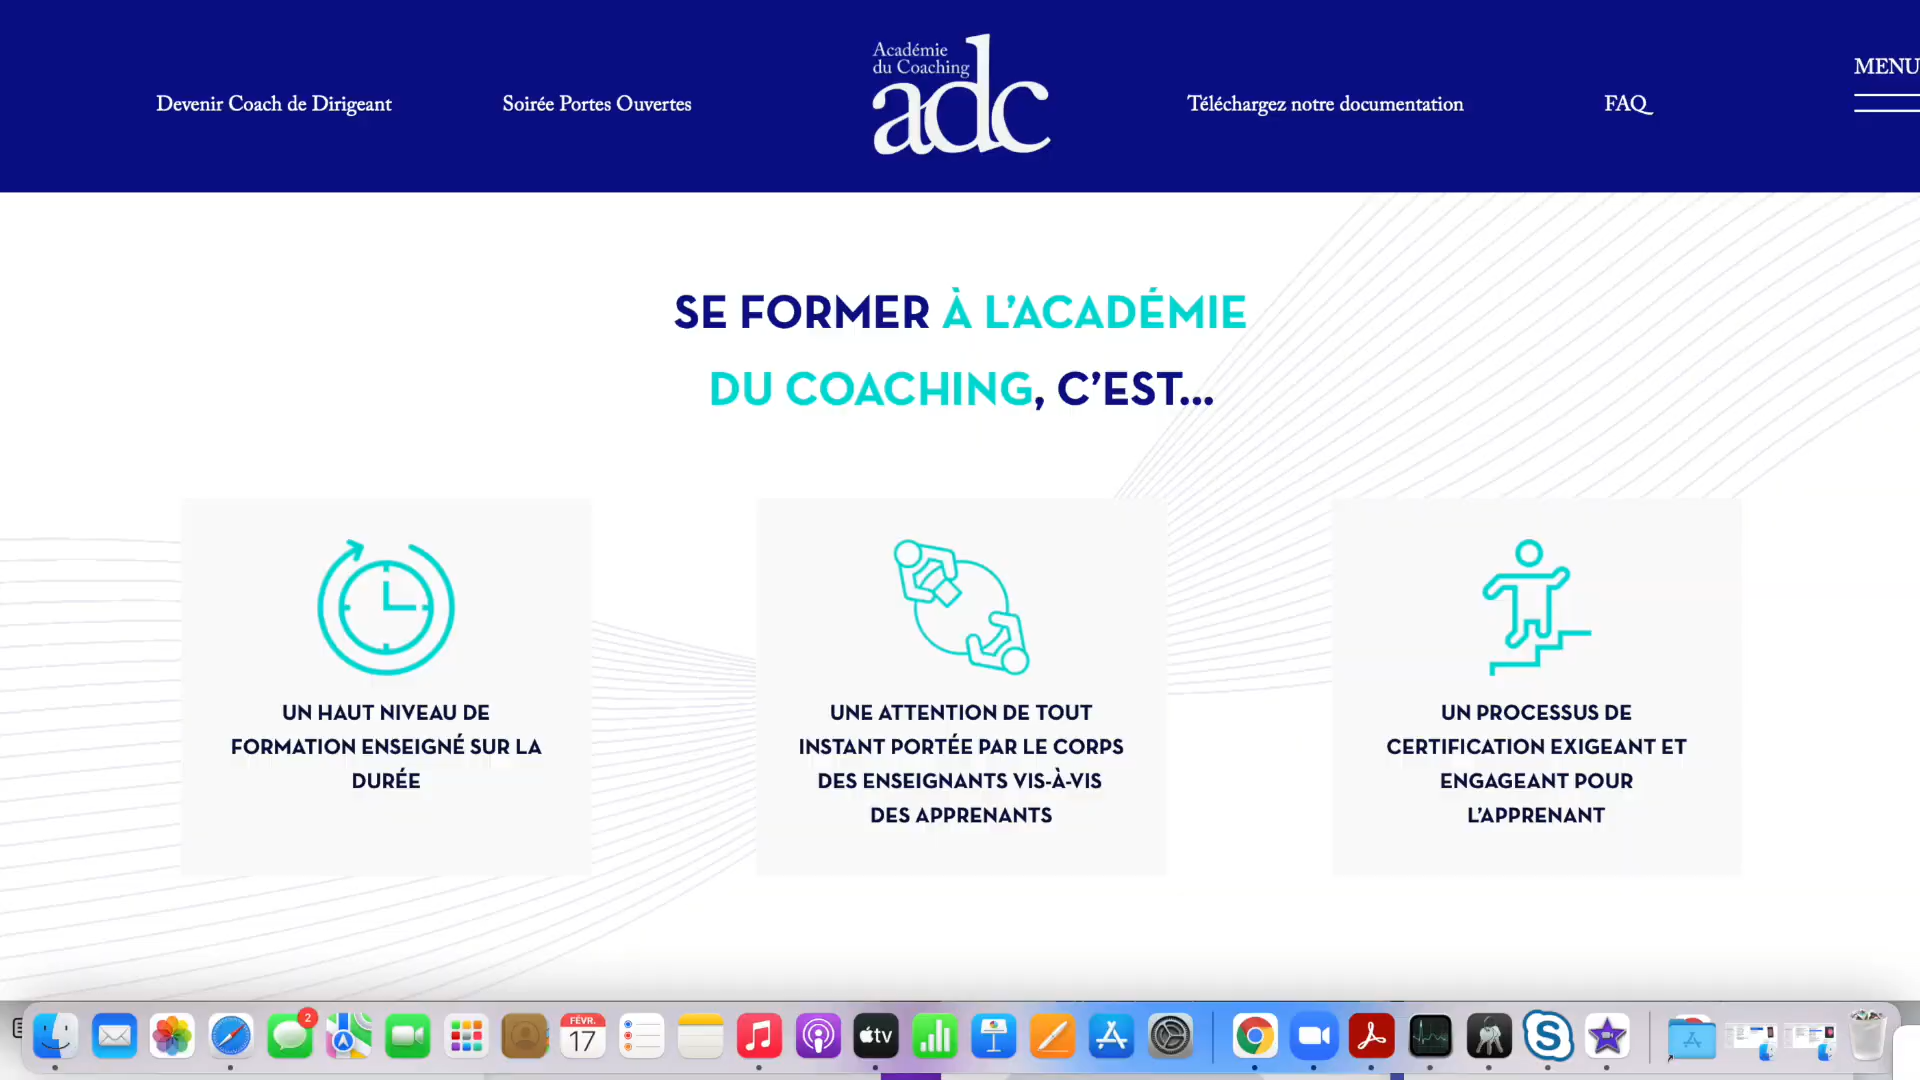 Académie
du Coaching
adc
MENU
Devenir Coach de Dirigeant
Soirée Portes Ouvertes
Téléchargez notre documentation
FAQ
SE FORMER À L’ACADÉMIE
DU COACHING, C’EST...
UN HAUT NIVEAU DE
FORMATION ENSEIGNÉ SUR LA
DURÉE
UNE ATTENTION DE TOUT
INSTANT PORTÉE PAR LE CORPS
DES ENSEIGNANTS VIS-À-VIS
DES APPRENANTS
UN PROCESSUS DE
CERTIFICATION EXIGEANT ET
ENGAGEANT POUR
L’APPRENANT
2
FÉVR.
17
tv
S